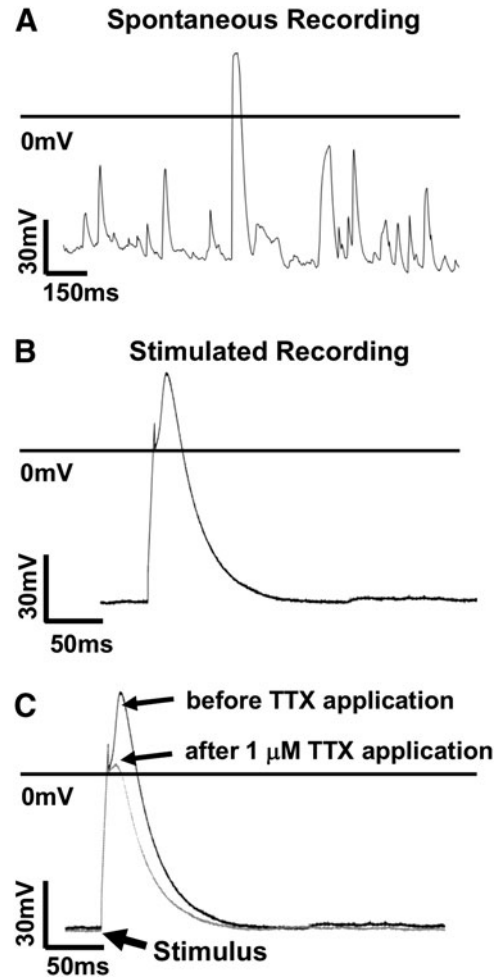 A Spontaneous Recording
0mV
30mV
150ms
B Stimulated Recording
0mV
30mV
50ms
C
before TTX application
after 1 μM TTX application
0mV
30mV
Stimulus
50ms